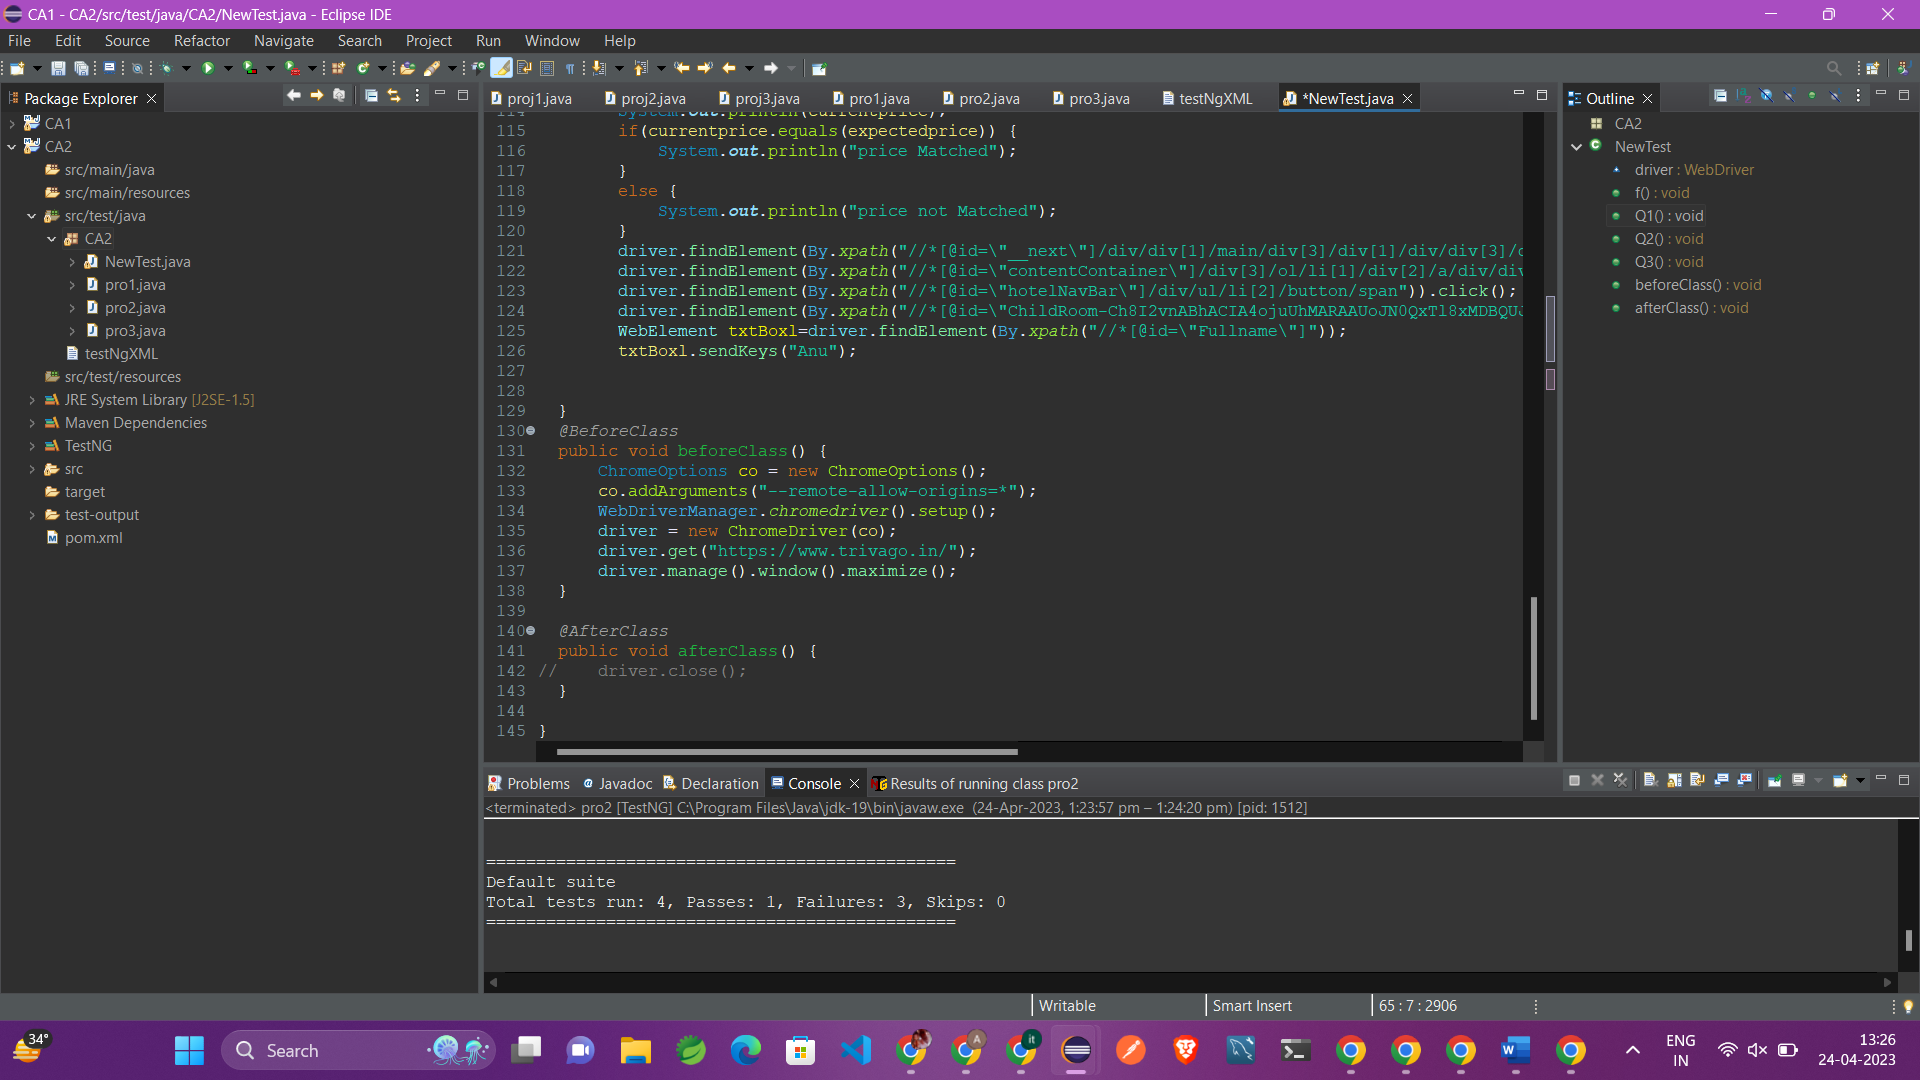 CA1 - CA2/src/test/java/CA2/NewTest.java - Eclipse IDE
File Edit Source Refactor Navigate Search Project Run Window Help
Package Explorer
CA1
CA2
src/main/java
src/main/resources
src/test/java
CA2
NewTest.java
pro1.java
pro2.java
pro3.java
testNgXML
src/test/resources
JRE System Library [J2SE-1.5]
Maven Dependencies
TestNG
src
target
test-output
pom.xml
proj1.java proj2.java proj3.java pro1.java pro2.java pro3.java testNgXML *NewTest.java
114 System.out.println(currentprice);
115 if(currentprice.equals(expectedprice)) {
116 System.out.println("price Matched");
117 }
118 else {
119 System.out.println("price not Matched");
120 }
121 driver.findElement(By.xpath("//*[@id=\"__next\"]/div/div[1]/main/div[3]/div[1]/div/div[3]/
122 driver.findElement(By.xpath("//*[@id=\"contentContainer\"]/div[3]/ol/li[1]/div[2]/a/div/div
123 driver.findElement(By.xpath("//*[@id=\"hotelNavBar\"]/div/ul/li[2]/button/span")).click();
124 driver.findElement(By.xpath("//*[@id=\"ChildRoom-
125 WebElement txtBoxl=driver.findElement(By.xpath("//*[@id=\"Fullname\"]"));
126 txtBoxl.sendKeys("Anu");
127
128
129 }
130 @BeforeClass
131 public void beforeClass() {
132 ChromeOptions co = new ChromeOptions();
133 co.addArguments("--remote-allow-origins=*");
134 WebDriverManager.chromedriver().setup();
135 driver = new ChromeDriver(co);
136 driver.get("https://www.trivago.in/");
137 driver.manage().window().maximize();
138 }
139
140 @AfterClass
141 public void afterClass() {
142 // driver.close();
143 }
144
145 }
Outline
CA2
NewTest
driver : WebDriver
f() : void
Q1() : void
Q2() : void
Q3() : void
beforeClass() : void
afterClass() : void
Problems @ Javadoc Declaration Console Results of running class pro2
<terminated> pro2 [TestNG] C:\Program Files\Java\jdk-19\bin\javaw.exe (24-Apr-2023, 1:23:57 pm – 1:24:20 pm) [pid: 1512]
===============================================
Default suite
Total tests run: 4, Passes: 1, Failures: 3, Skips: 0
===============================================
Writable Smart Insert 65 : 7 : 2906
34°
Search
A
it
ENG
IN
13:26
24-04-2023